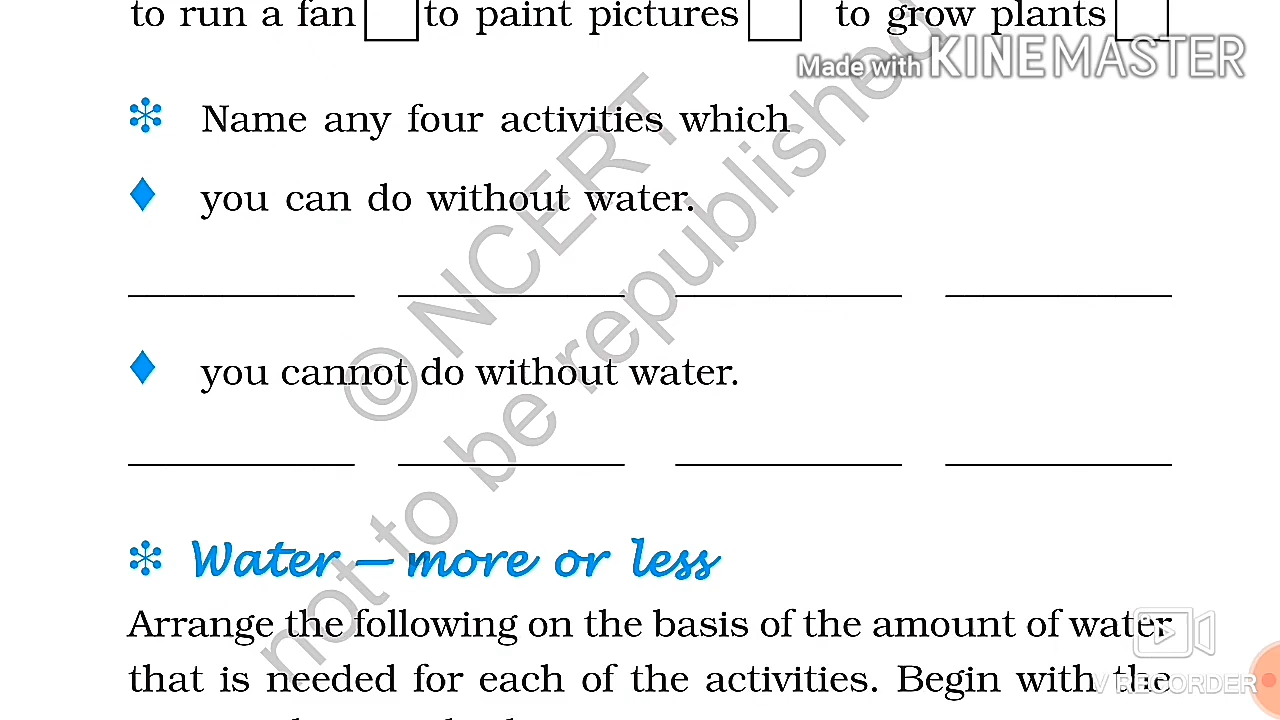 to run a fan to paint pictures to grow plants
Made with KINEMASTER
Name any four activities which
you can do without water.
you cannot do without water.
© NCERT
not to be republished
Water — more or less
Arrange the following on the basis of the amount of water
that is needed for each of the activities. Begin with the
V RECORDER